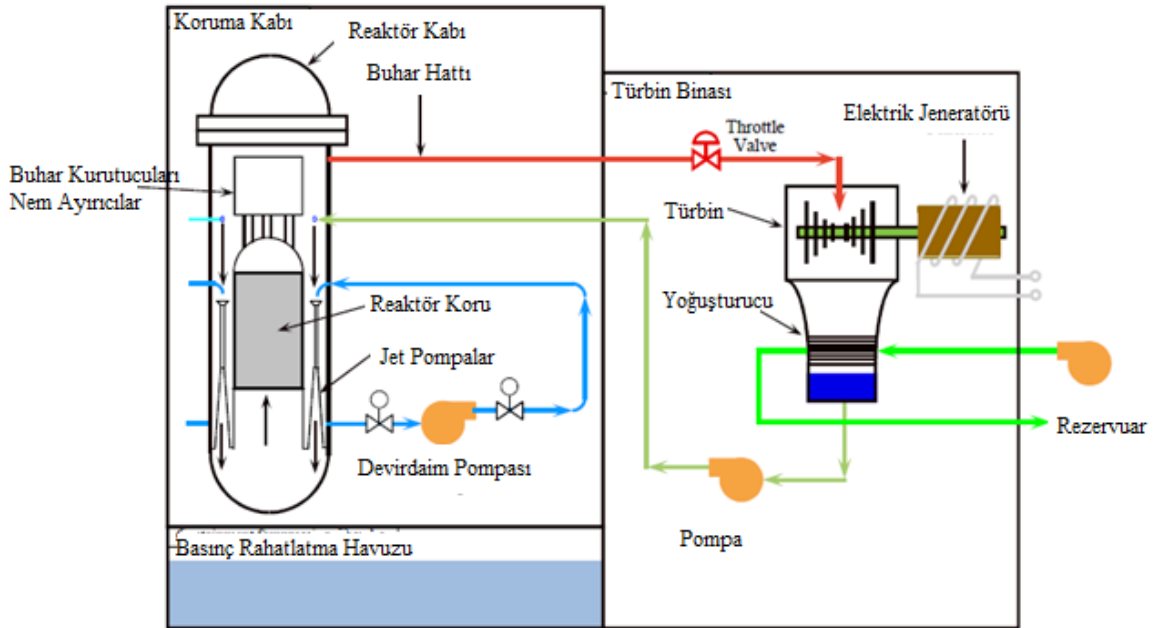 Koruma Kabı
Reaktör Kabı
Buhar Hattı
Türbin Binası
Elektrik Jeneratörü
Throttle
Valve
Buhar Kurutucuları
Nem Ayırıcılar
Türbin
Yoğuşturucu
Reaktör Koru
Jet Pompalar
Rezervuar
Devirdaim Pompası
Pompa
Basınç Rahatlatma Havuzu